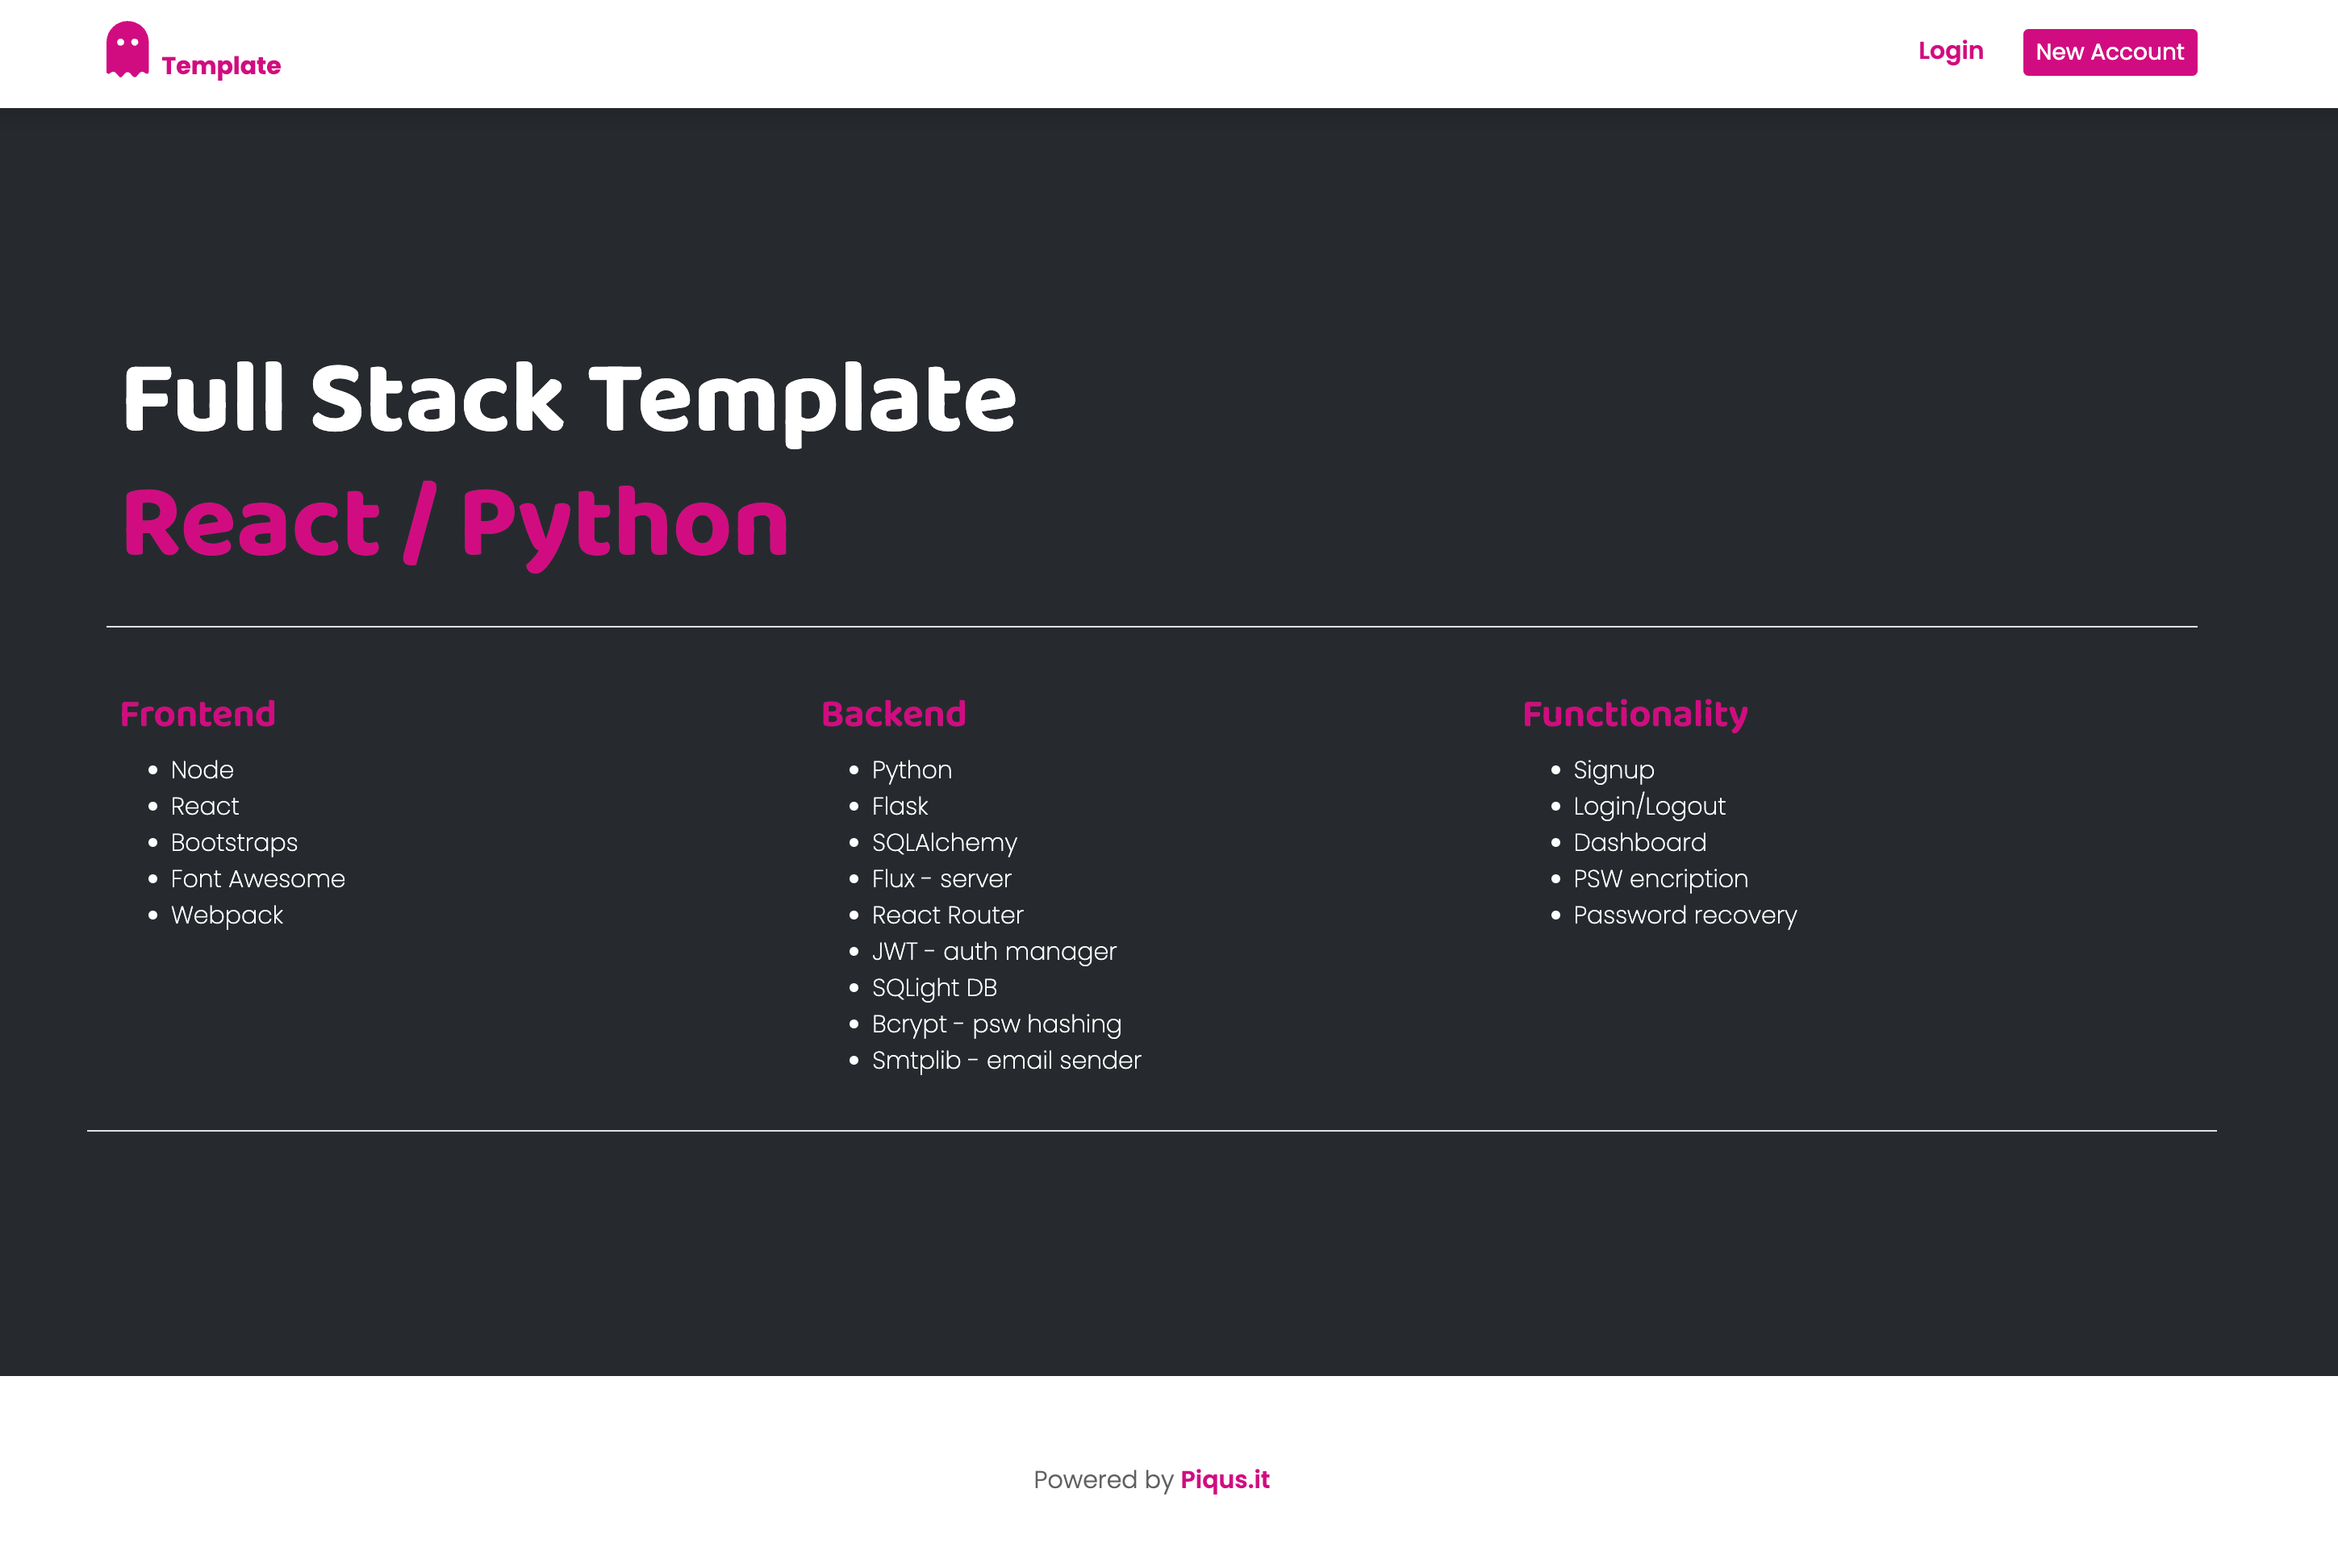 Template
Login
New Account
Full Stack Template
React / Python
Frontend
Node
React
Bootstraps
Font Awesome
Webpack
Backend
Python
Flask
SQLAlchemy
Flux - server
React Router
JWT - auth manager
SQLight DB
Bcrypt - psw hashing
Smtplib - email sender
Functionality
Signup
Login/Logout
Dashboard
PSW encription
Password recovery
Powered by Piqus.it